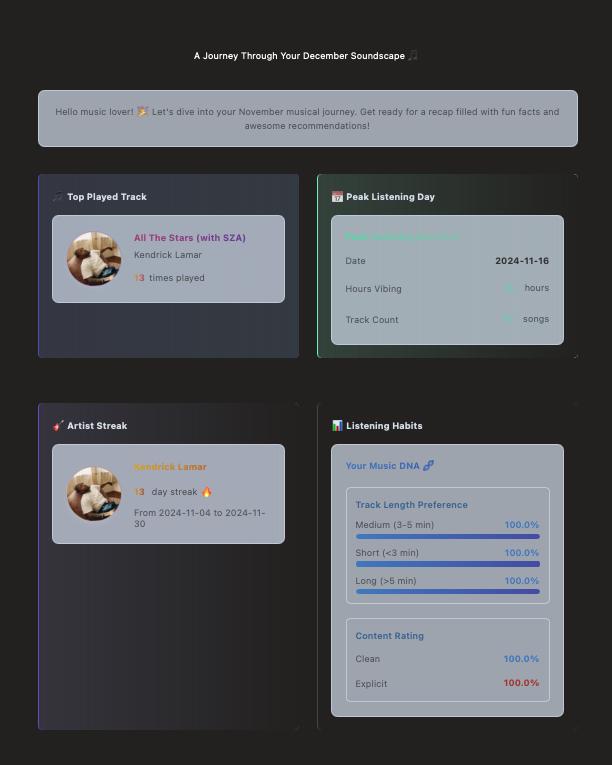 A Journey Through Your December Soundscape 🎵
Hello music lover! 🎉 Let's dive into your November musical journey. Get ready for a recap filled with fun facts and
awesome recommendations!
🎵 Top Played Track
All The Stars (with SZA)
Kendrick Lamar
13 times played
📅 Peak Listening Day
Date 2024-11-16
Hours Vibing hours
Track Count songs
🎸 Artist Streak
Kendrick Lamar
13 day streak 🔥
From 2024-11-04 to 2024-11-
30
📊 Listening Habits
Your Music DNA 🧬
Track Length Preference
Medium (3-5 min) 100.0%
Short (<3 min) 100.0%
Long (>5 min) 100.0%
Content Rating
Clean 100.0%
Explicit 100.0%